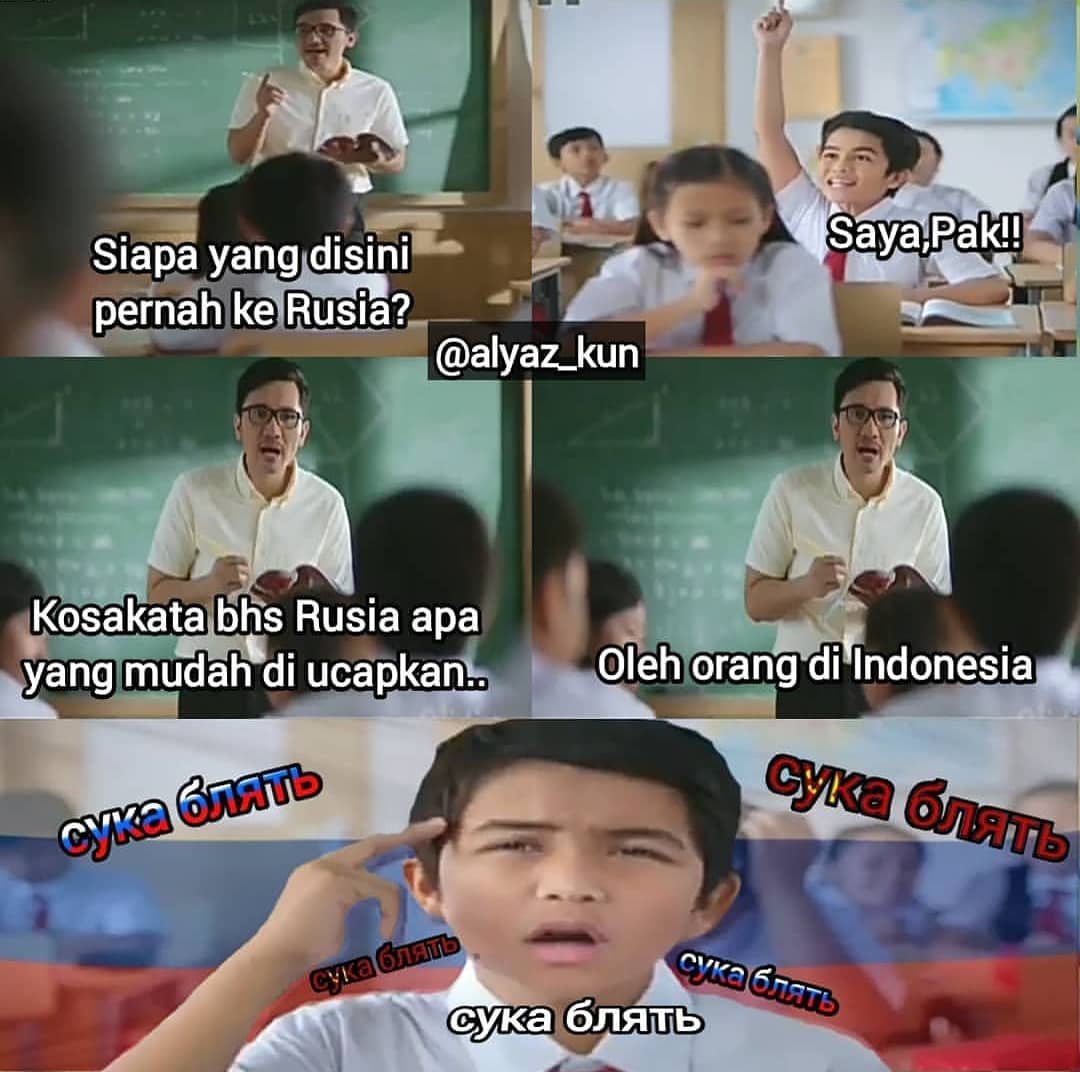 Siapa yang disini
pernah ke Rusia?
Saya,Pak!!
@alyaz_kun
Kosakata bhs Rusia apa
yang mudah di ucapkan..
Oleh orang di Indonesia
сука блять
сука блять
сука блять
сука блять
сука блять